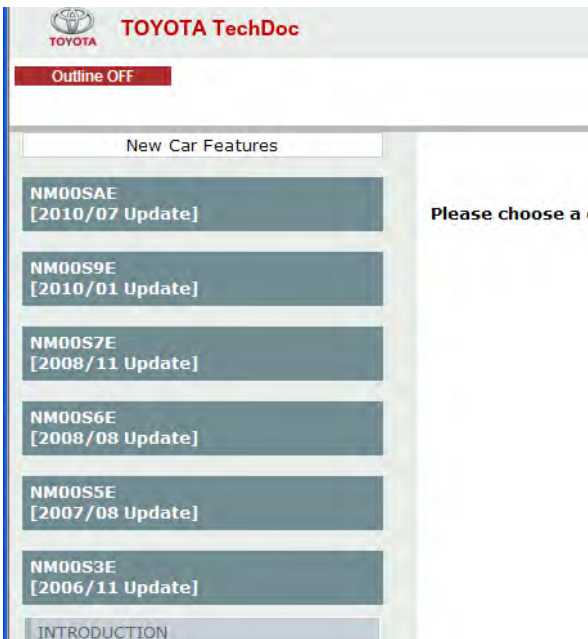 TOYOTA
TOYOTA TechDoc
Outline OFF
New Car Features
NM00SAE
[2010/07 Update]
Please choose a
NM00S9E
[2010/01 Update]
NM00S7E
[2008/11 Update]
NM00S6E
[2008/08 Update]
NM00S5E
[2007/08 Update]
NM00S3E
[2006/11 Update]
INTRODUCTION